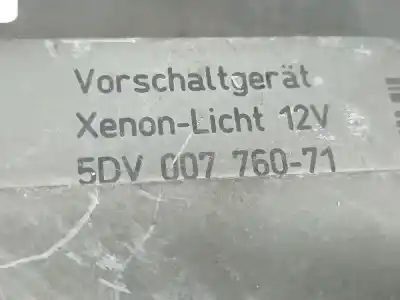 Vorschaltgerät
Xenon-Licht 12V
5DV 007 760-71